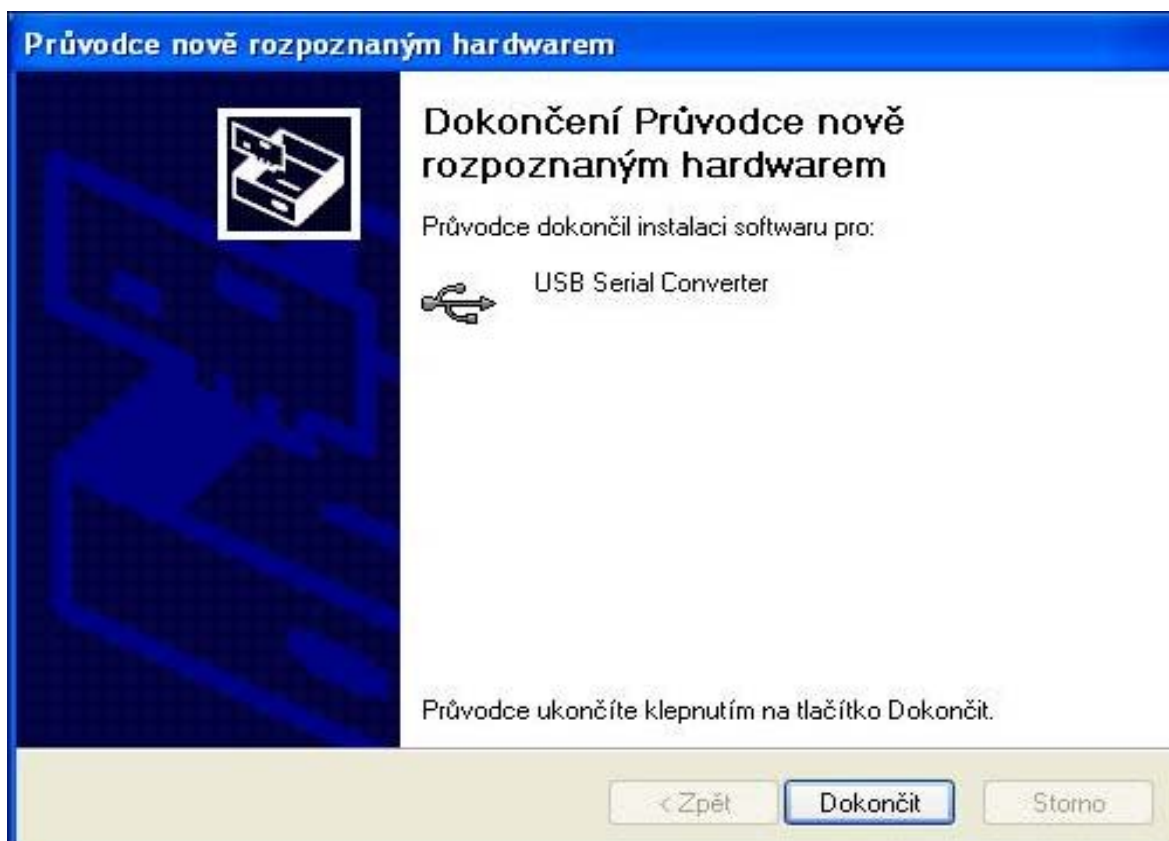 Průvodce nově rozpoznaným hardwarem
Dokončení Průvodce nově
rozpoznaným hardwarem
Průvodce dokončil instalaci softwaru pro:
USB Serial Converter
Průvodce ukončíte klepnutím na tlačítko Dokončit.
< Zpět
Dokončit
Storno